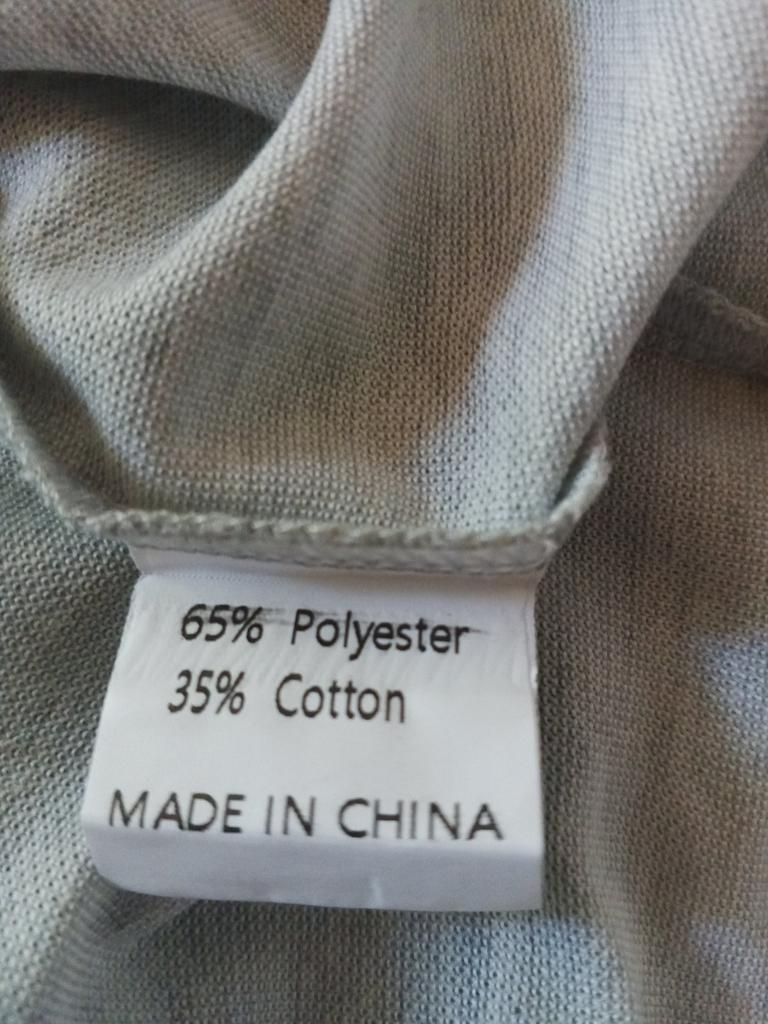 65% Polyester
35% Cotton
MADE IN CHINA